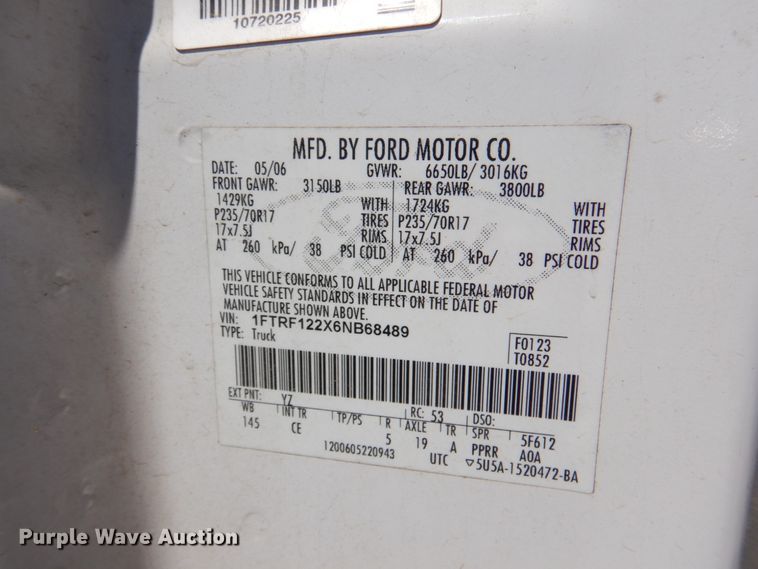 10720225
MFD. BY FORD MOTOR CO.
DATE: 05/06 GVWR: 6650LB/ 3016KG
FRONT GAWR: 3150LB REAR GAWR: 3800LB
1429KG WITH 1724KG WITH
P235/70R17 TIRES P235/70R17 TIRES
17x7.5J RIMS 17x7.5J RIMS
AT 260 kPa/ 38 PSI COLD AT 260 kPa/ 38 PSI COLD
Ford
THIS VEHICLE CONFORMS TO ALL APPLICABLE FEDERAL MOTOR
VEHICLE SAFETY STANDARDS IN EFFECT ON THE DATE OF
MANUFACTURE SHOWN ABOVE.
VIN: 1FTRF122X6NB68489
TYPE: Truck
F0123
T0852
EXT PNT: YZ RC: 53 DSO:
WB INT TR TP/PS R AXLE TR SPR 5F612
145 CE 5 19 A PPRR A0A
1200605220943 UTC ▽5U5A-1520472-BA
Purple Wave Auction